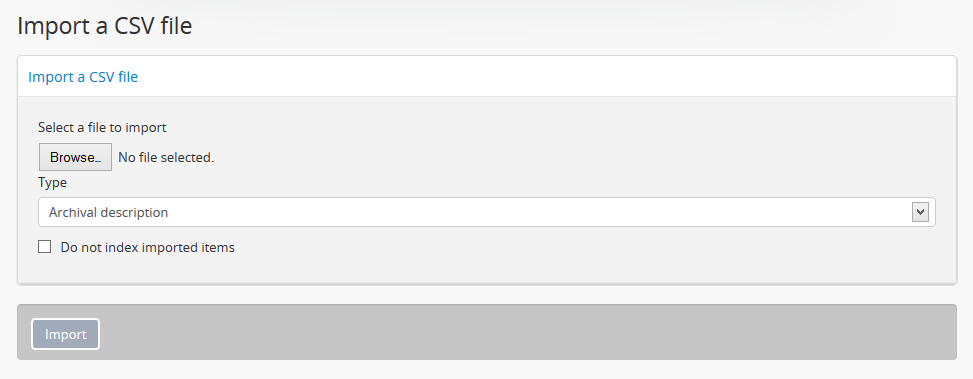 Import a CSV file
Import a CSV file
Select a file to import
Browse... No file selected.
Type
Archival description
Do not index imported items
Import